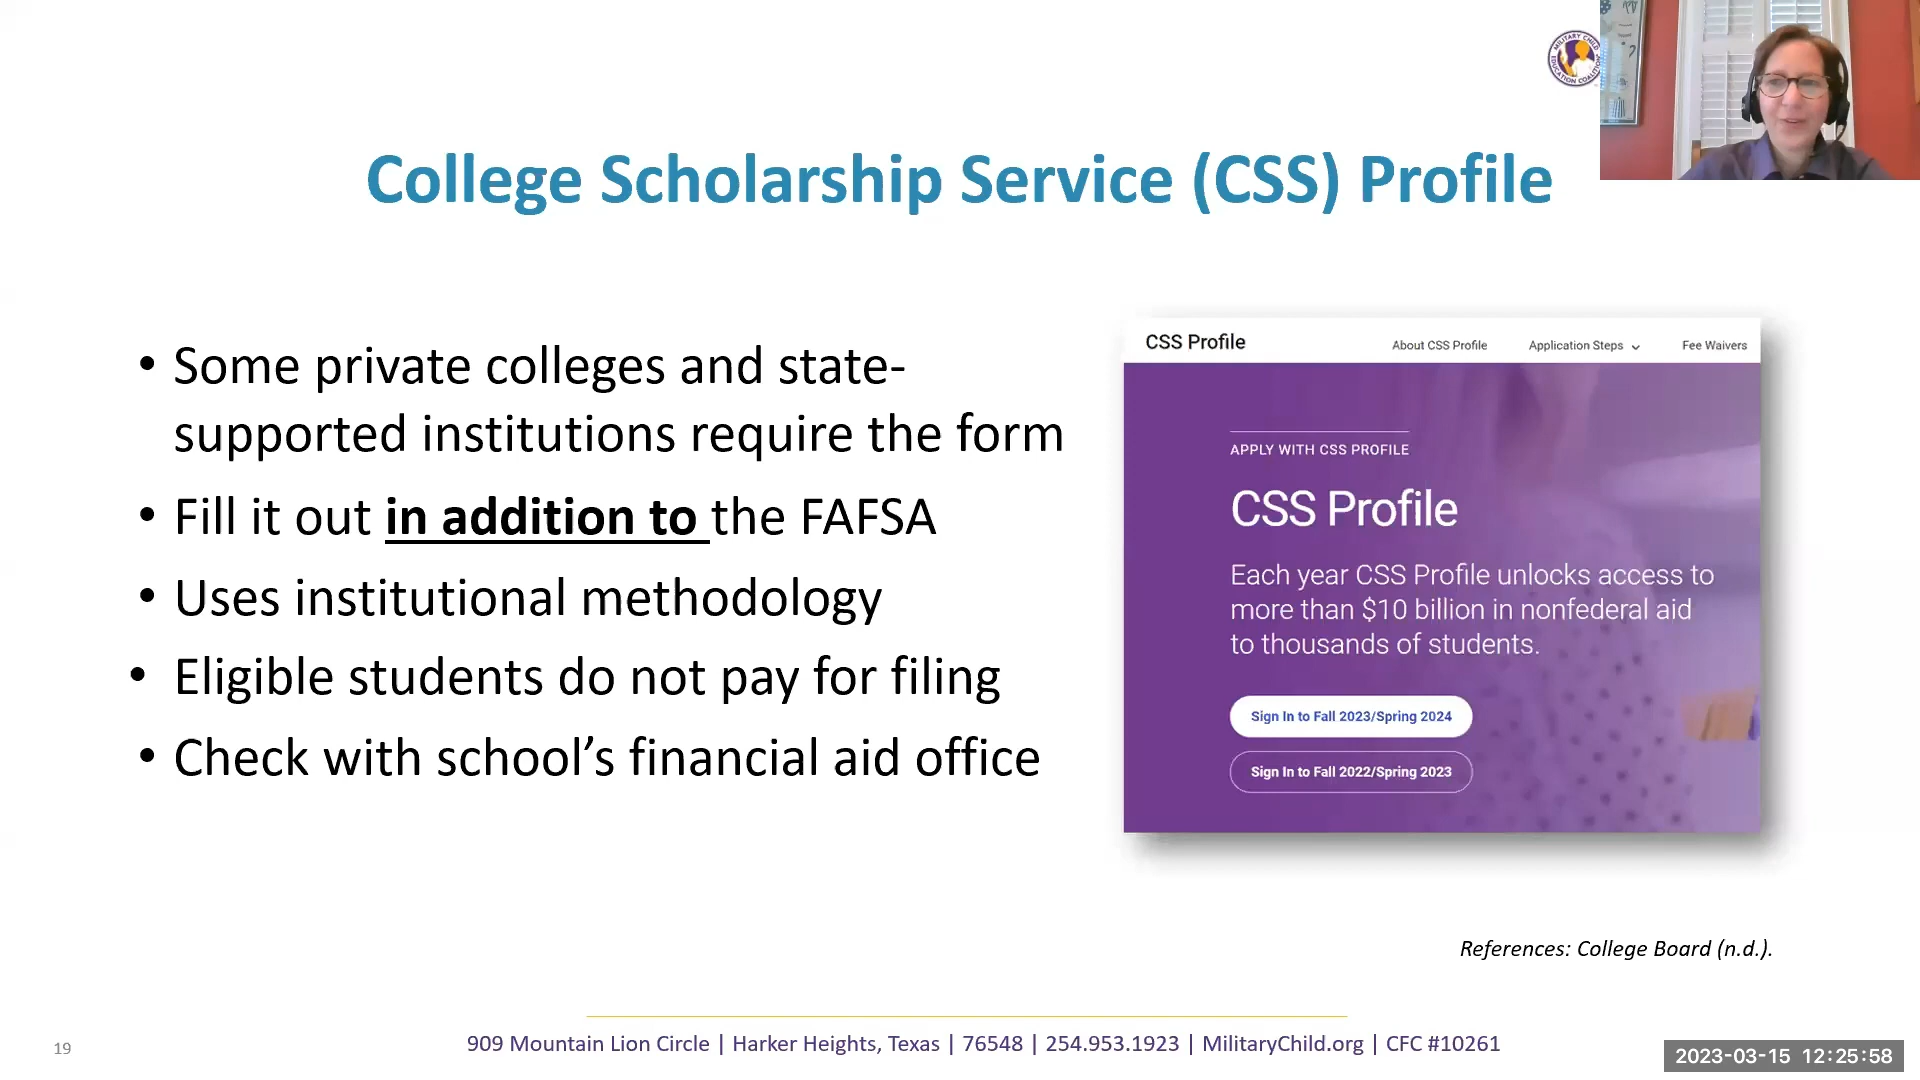 MILITARY CHILD
EDUCATION COALITION
College Scholarship Service (CSS) Profile
• Some private colleges and state-
supported institutions require the form
• Fill it out in addition to the FAFSA
• Uses institutional methodology
• Eligible students do not pay for filing
• Check with school’s financial aid office
CSS Profile
About CSS Profile
Application Steps
Fee Waivers
APPLY WITH CSS PROFILE
CSS Profile
Each year CSS Profile unlocks access to
more than $10 billion in nonfederal aid
to thousands of students.
Sign In to Fall 2023/Spring 2024
Sign In to Fall 2022/Spring 2023
References: College Board (n.d.).
19
909 Mountain Lion Circle | Harker Heights, Texas | 76548 | 254.953.1923 | MilitaryChild.org | CFC #10261
2023-03-15 12:25:58